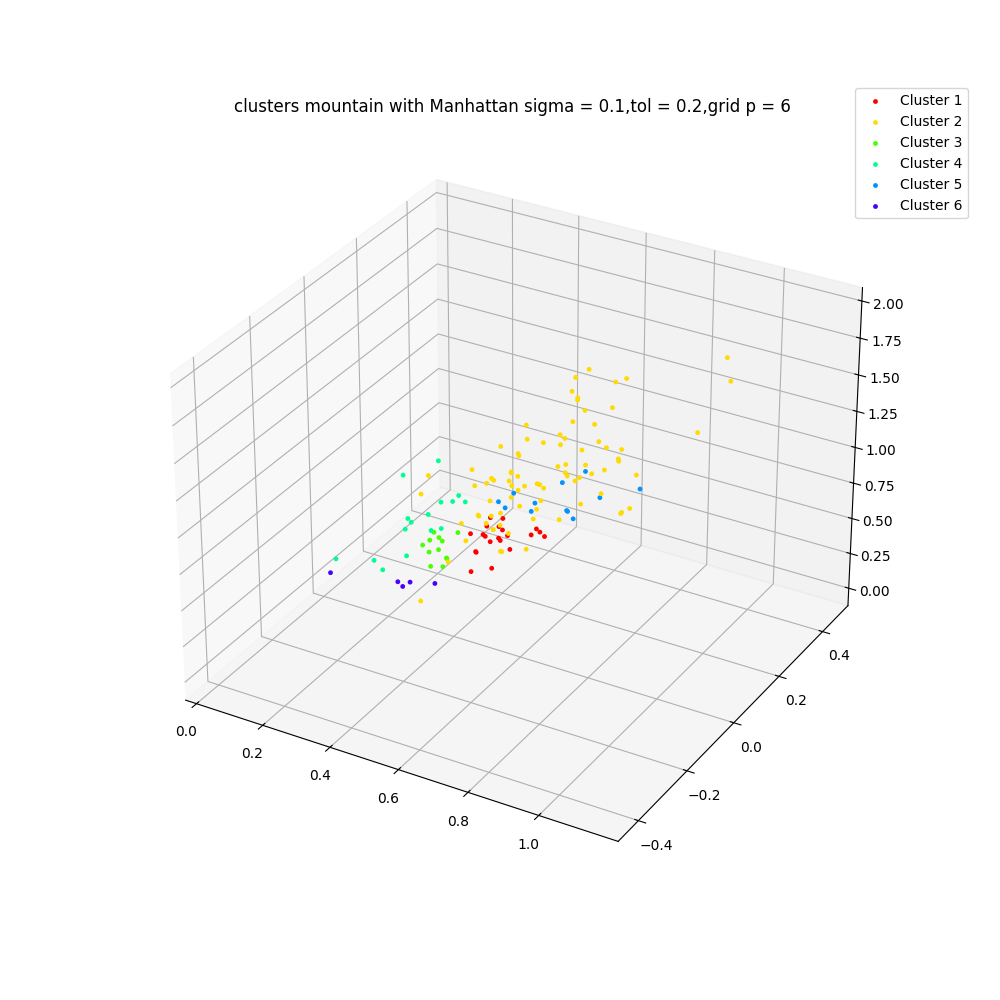 clusters mountain with Manhattan sigma = 0.1,tol = 0.2,grid p = 6
Cluster 1
Cluster 2
Cluster 3
Cluster 4
Cluster 5
Cluster 6
2.00
1.75
1.50
1.25
1.00
0.75
0.50
0.25
0.00
0.4
0.2
0.0
−0.2
−0.4
0.0
0.2
0.4
0.6
0.8
1.0